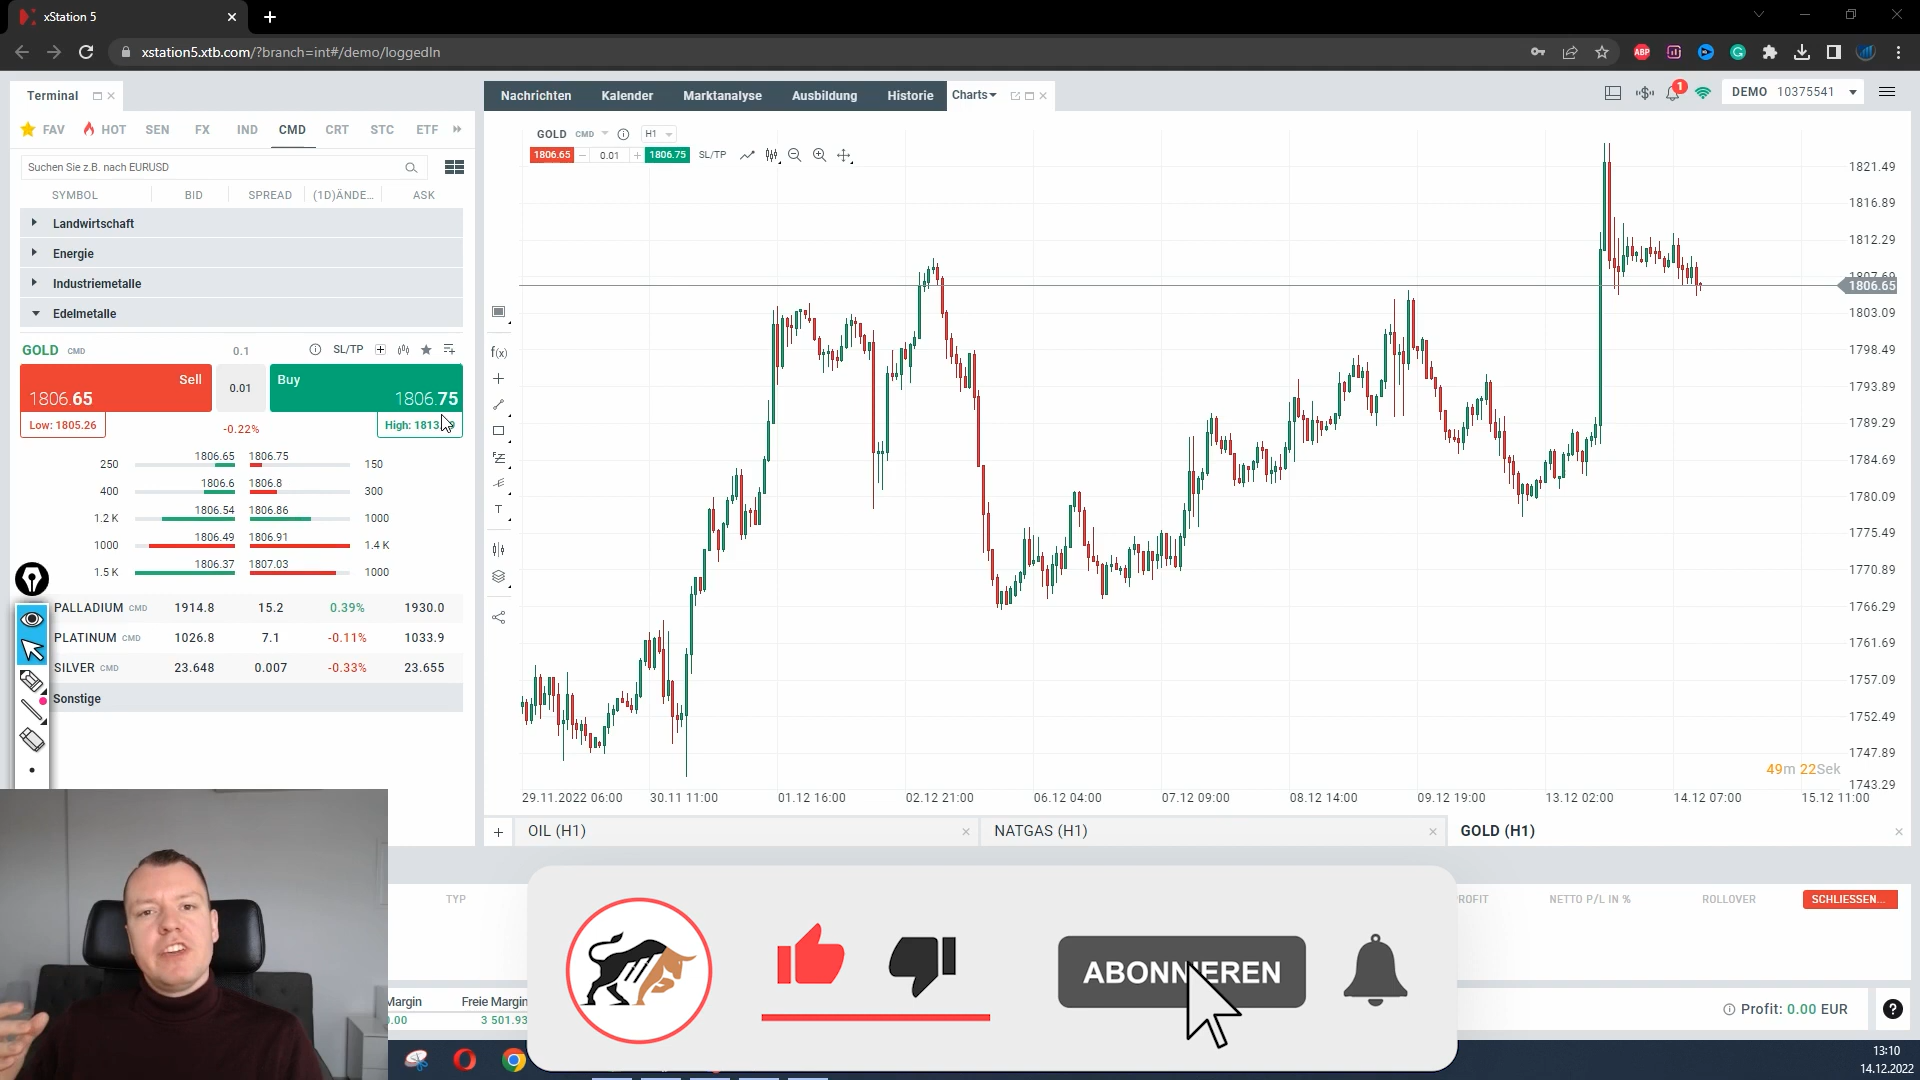 xStation 5
xstation5.xtb.com/?branch=int#/demo/loggedIn
ABP
Terminal
Nachrichten Kalender Marktanalyse Ausbildung Historie Charts
1
DEMO 10375541
FAV HOT SEN FX IND CMD CRT STC ETF
Suchen Sie z.B. nach EURUSD
SYMBOL BID SPREAD (1D)ÄNDE... ASK
Landwirtschaft
Energie
Industriemetalle
Edelmetalle
GOLD CMD 0.1 SL/TP
Sell
1806.65
0.01
Buy
1806.75
Low: 1805.26
-0.22%
250 1806.65 1806.75 150
400 1806.6 1806.8 300
1.2 K 1806.54 1806.86 1000
1000 1806.49 1806.91 1.4 K
1.5 K 1806.37 1807.03 1000
PALLADIUM CMD 1914.8 15.2 0.39% 1930.0
PLATINUM CMD 1026.8 7.1 -0.11% 1033.9
SILVER CMD 23.648 0.007 -0.33% 23.655
Sonstige
GOLD CMD H1
1806.65 0.01 1806.75 SL/TP
f(x)
T
1821.49
1816.89
1812.29
1806.65
1803.09
1798.49
1793.89
1789.29
1784.69
1780.09
1775.49
1770.89
1766.29
1761.69
1757.09
1752.49
1747.89
1743.29
49m 22Sek
29.11.2022 06:00 30.11 11:00 01.12 16:00 02.12 21:00 06.12 04:00 07.12 09:00 08.12 14:00 09.12 19:00 13.12 02:00 14.12 07:00 15.12 11:00
OIL (H1) NATGAS (H1) GOLD (H1)
TYP NETTO P/L IN % ROLLOVER SCHLIESSEN...
ABONNIEREN
Margin Freie Margin
3 501.93
Profit: 0.00 EUR
13:10
14.12.2022